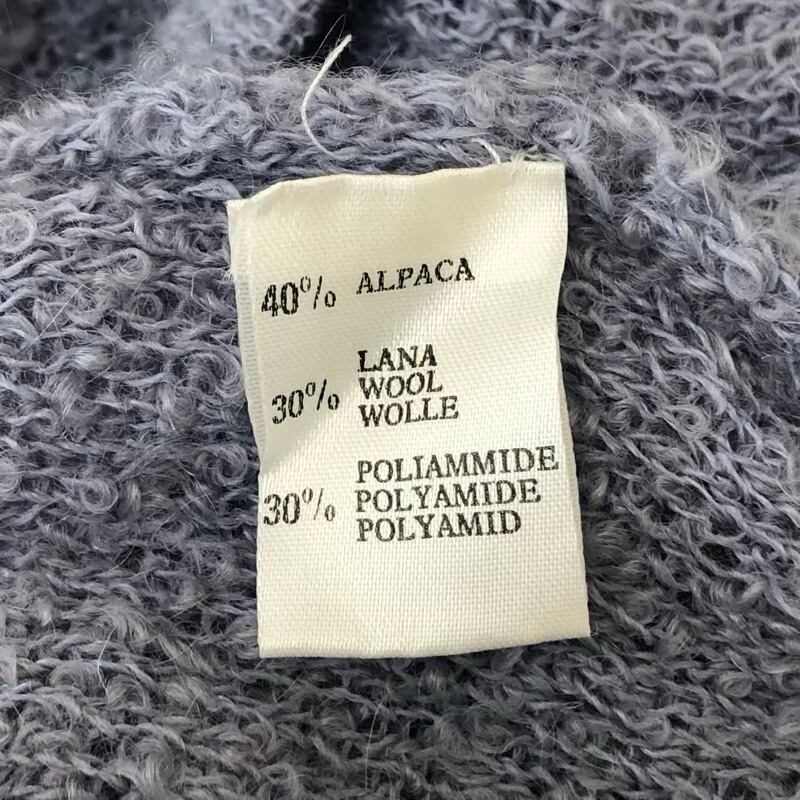 40% ALPACA
LANA
30% WOOL
WOLLE
POLIAMMIDE
30% POLYAMIDE
POLYAMID